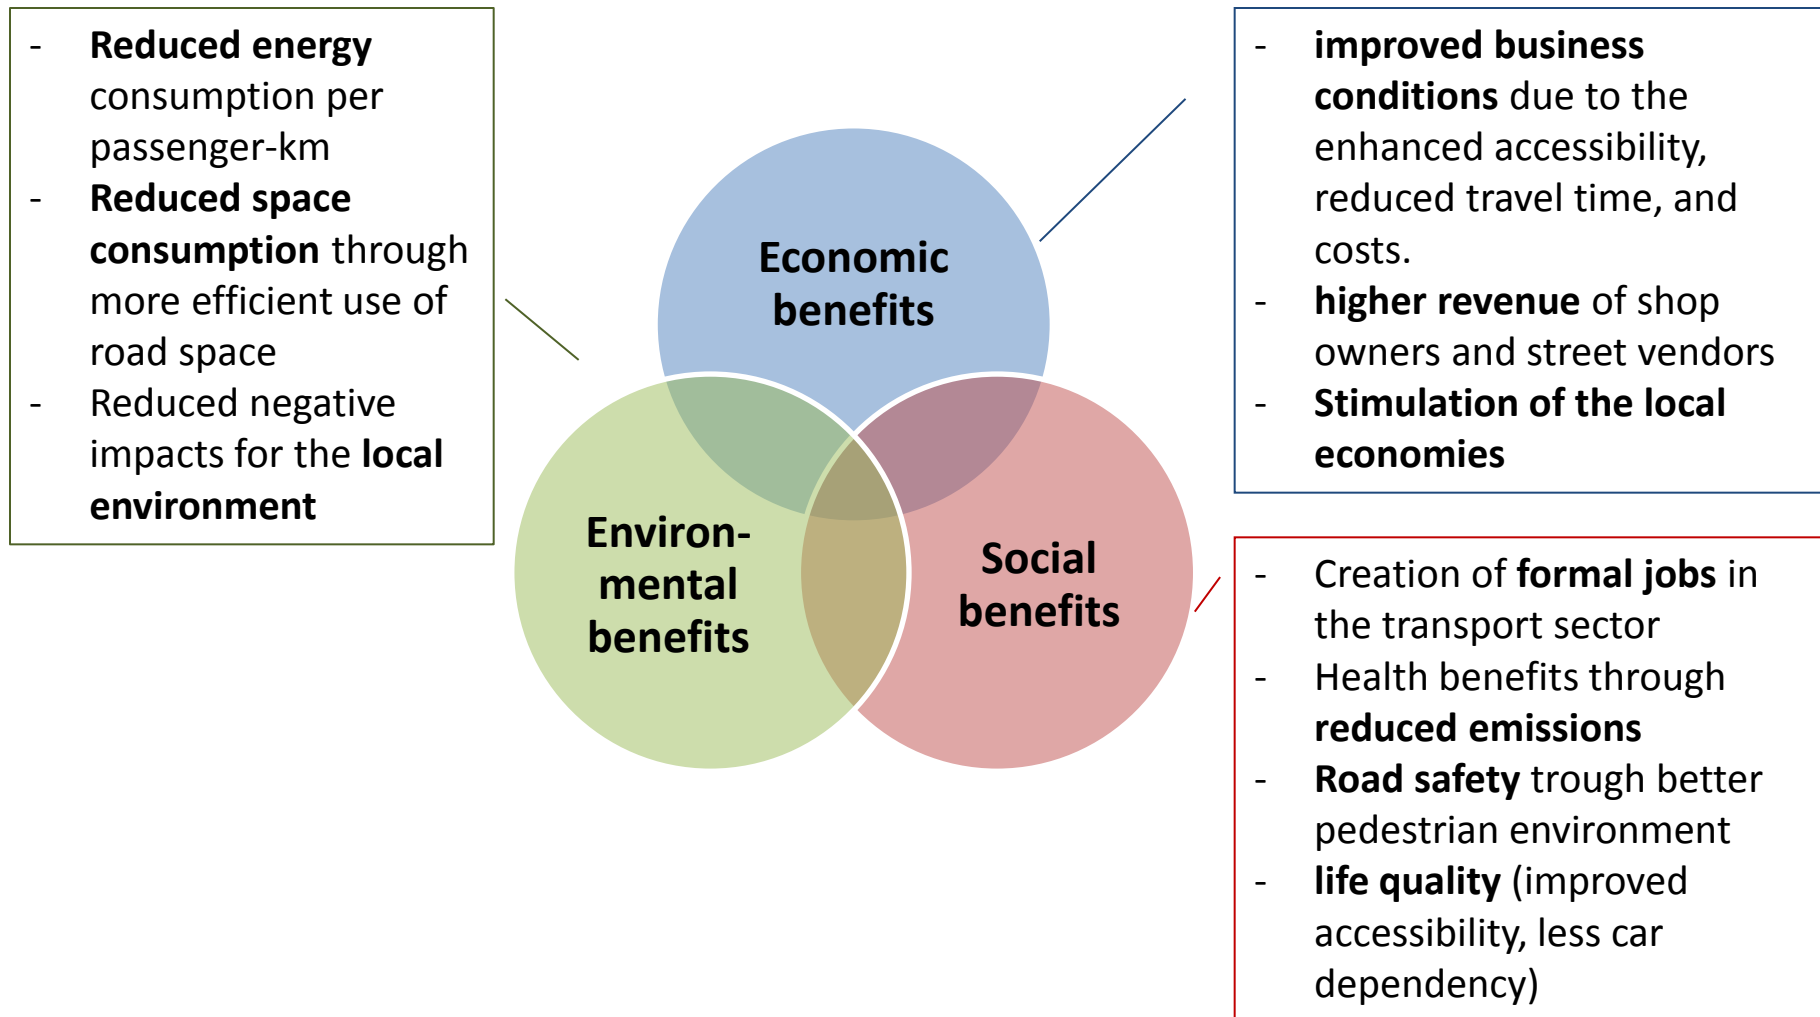 - Reduced energy
consumption per
passenger-km
- Reduced space
consumption through
more efficient use of
road space
- Reduced negative
impacts for the local
environment
Economic
benefits
Environ-
mental
benefits
Social
benefits
- improved business
conditions due to the
enhanced accessibility,
reduced travel time, and
costs.
- higher revenue of shop
owners and street vendors
- Stimulation of the local
economies
- Creation of formal jobs in
the transport sector
- Health benefits through
reduced emissions
- Road safety trough better
pedestrian environment
- life quality (improved
accessibility, less car
dependency)